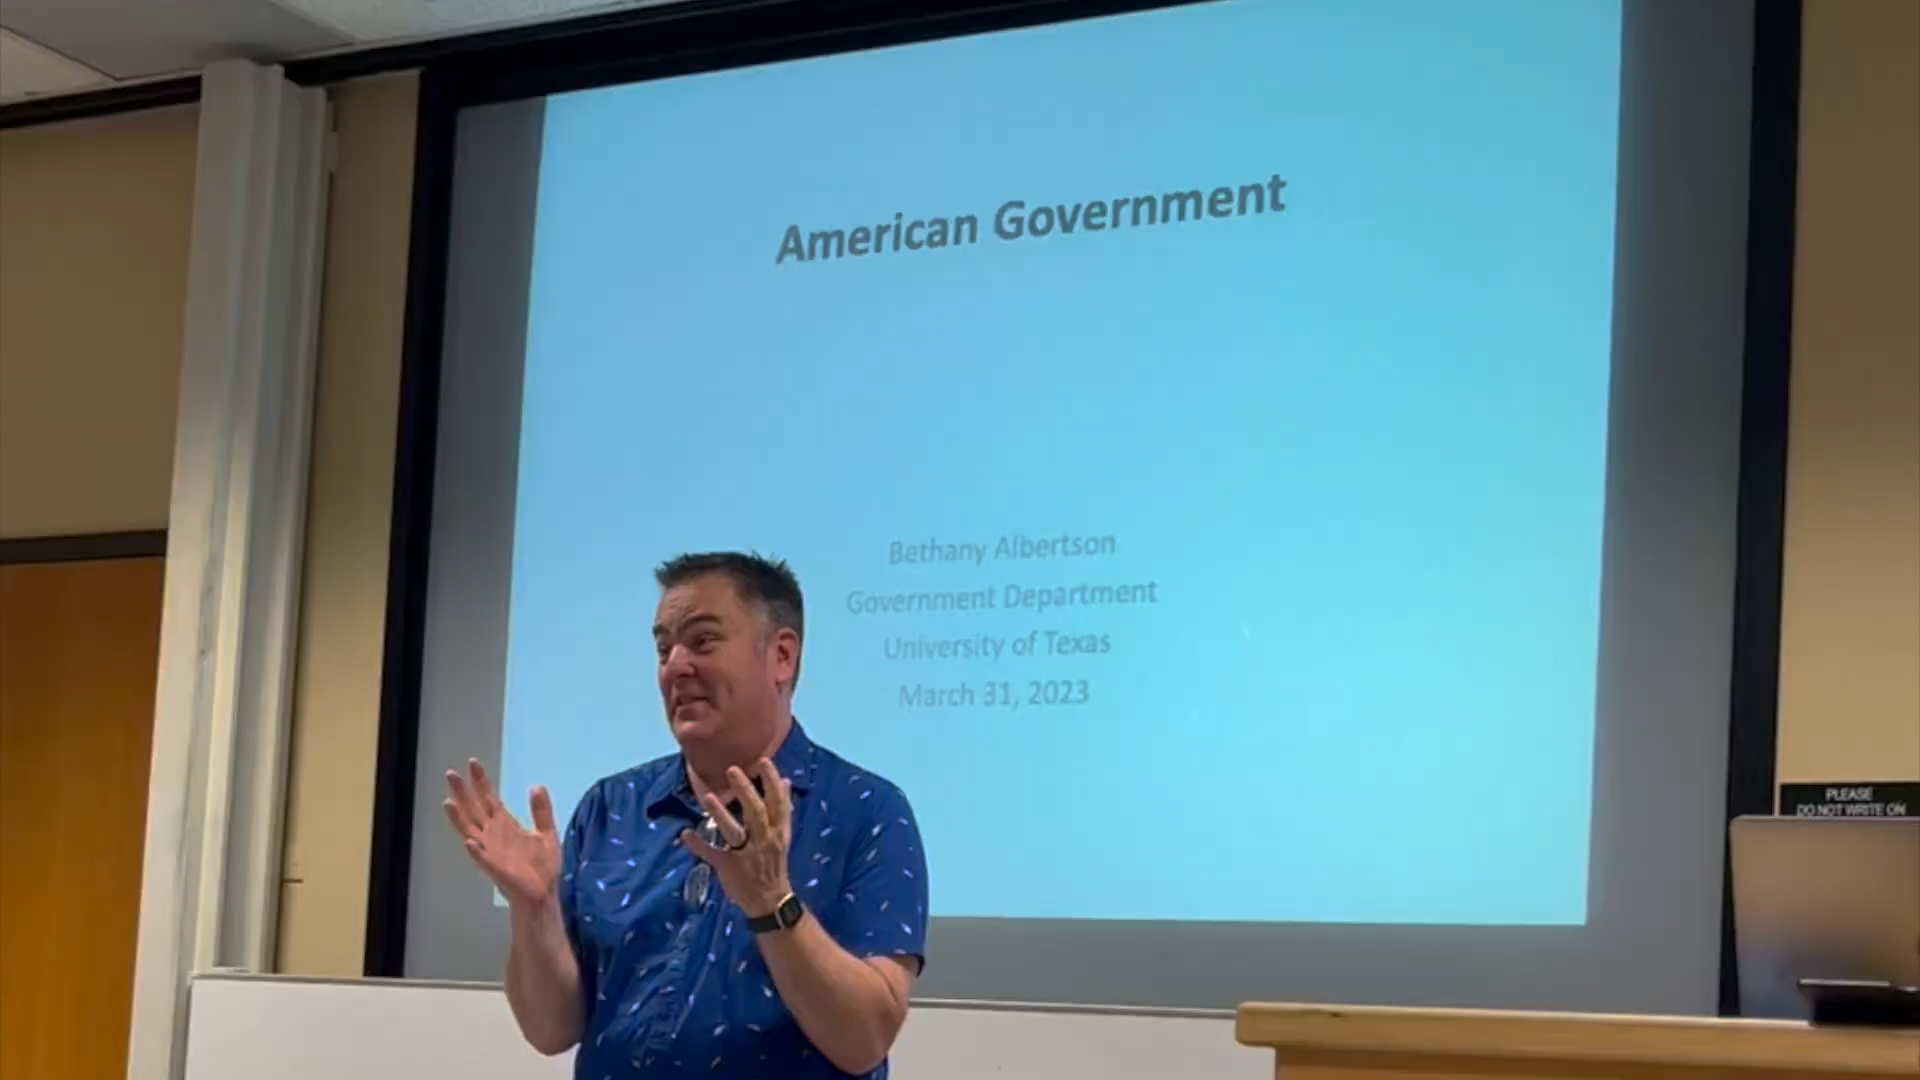 American Government
Bethany Albertson
Government Department
University of Texas
March 31, 2023
PLEASE
DO NOT WRITE ON